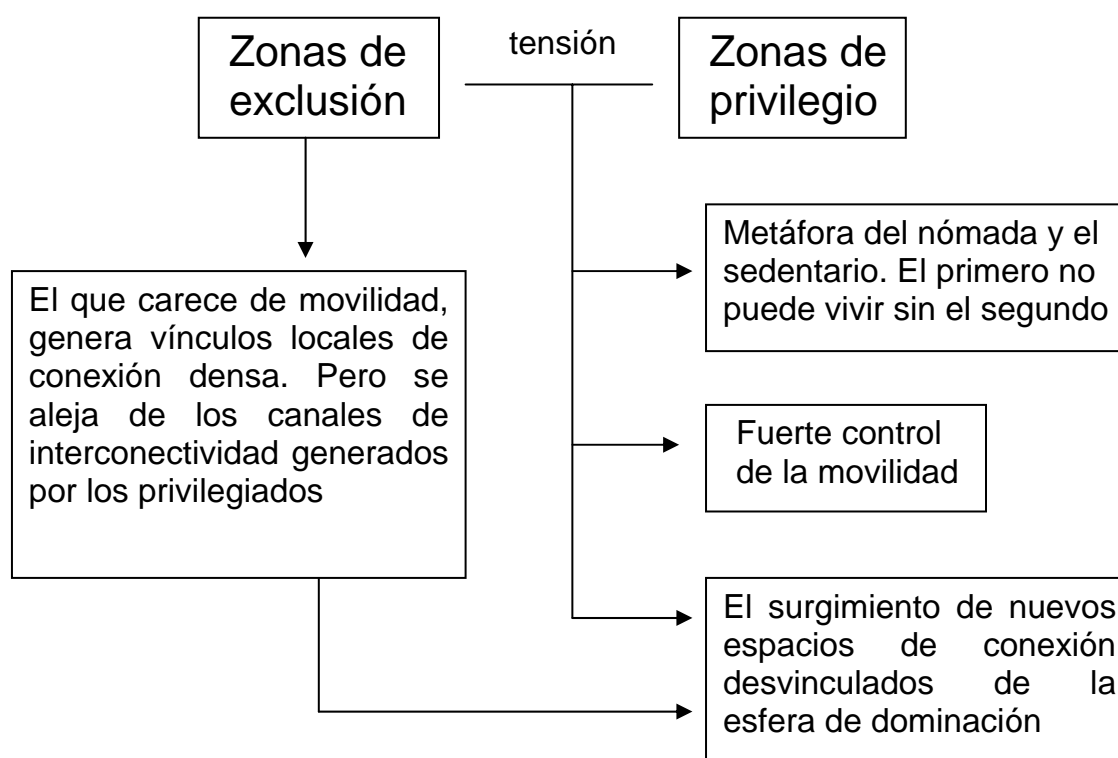 Zonas de
exclusión
tensión
Zonas de
privilegio
El que carece de movilidad,
genera vínculos locales de
conexión densa. Pero se
aleja de los canales de
interconectividad generados
por los privilegiados
Metáfora del nómada y el
sedentario. El primero no
puede vivir sin el segundo
Fuerte control
de la movilidad
El surgimiento de nuevos
espacios de conexión
desvinculados de la
esfera de dominación